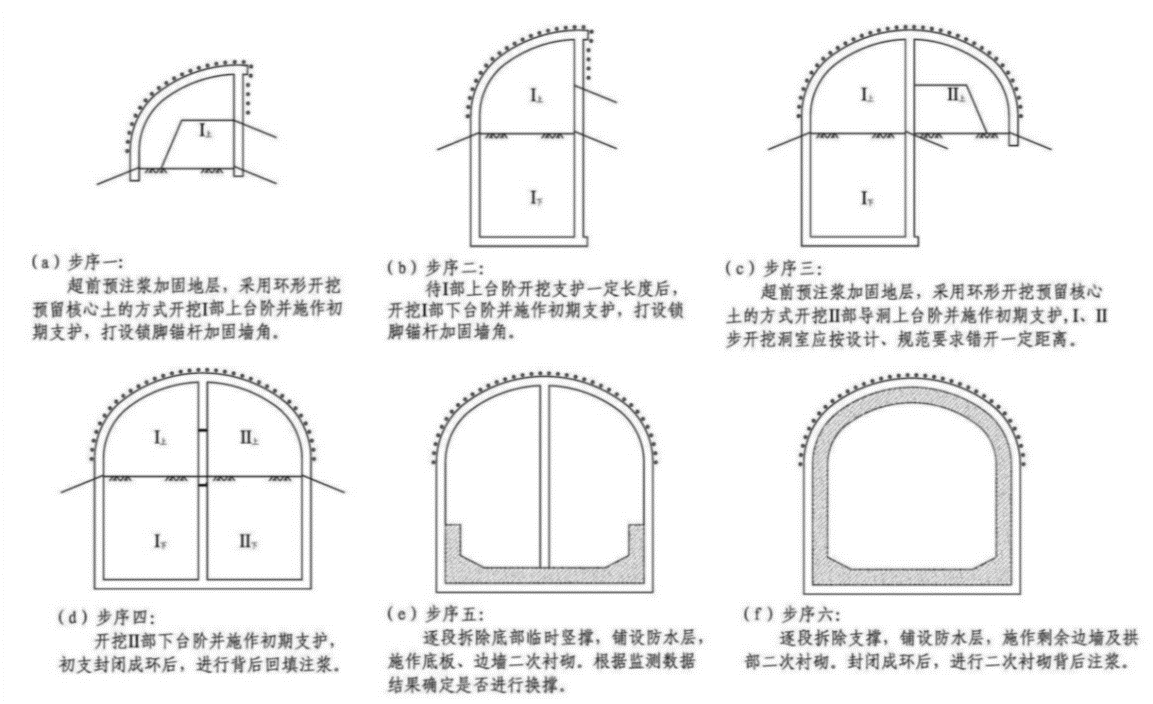 I上
I上
I下
I上
II上
I下
(a)步序一:
超前预注浆加固地层,采用环形开挖
预留核心土的方式开挖I部上台阶并施作初
期支护,打设锁脚锚杆加固墙角。
(b)步序二:
待I部上台阶开挖支护一定长度后,
开挖I部下台阶并施作初期支护,打设锁
脚锚杆加固墙角。
(c)步序三:
超前预注浆加固地层,采用环形开挖预留核心
土的方式开挖II部导洞上台阶并施作初期支护,I、II
步开挖洞室应按设计、规范要求错开一定距离。
I上
II上
I下
II下
(d)步序四:
开挖II部下台阶并施作初期支护,
初支封闭成环后,进行背后回填注浆。
(e)步序五:
逐段拆除底部临时竖撑,铺设防水层,
施作底板、边墙二次衬砌。根据监测数据
结果确定是否进行换撑。
(f)步序六:
逐段拆除支撑,铺设防水层,施作剩余边墙及拱
部二次衬砌。封闭成环后,进行二次衬砌背后注浆。